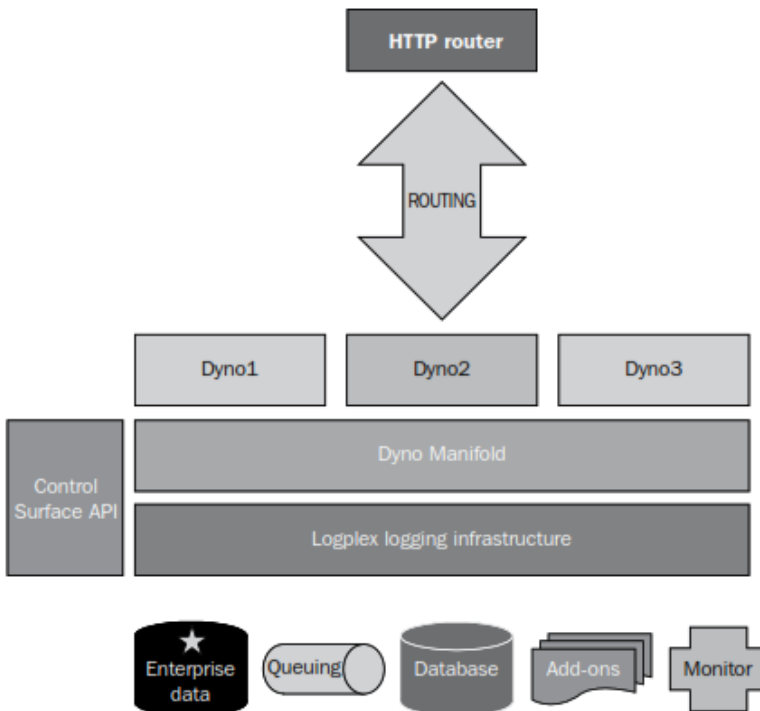 HTTP router
ROUTING
Dyno1
Dyno2
Dyno3
Control
Surface API
Dyno Manifold
Logplex logging infrastructure
Enterprise
data
Queuing
Database
Add-ons
Monitor